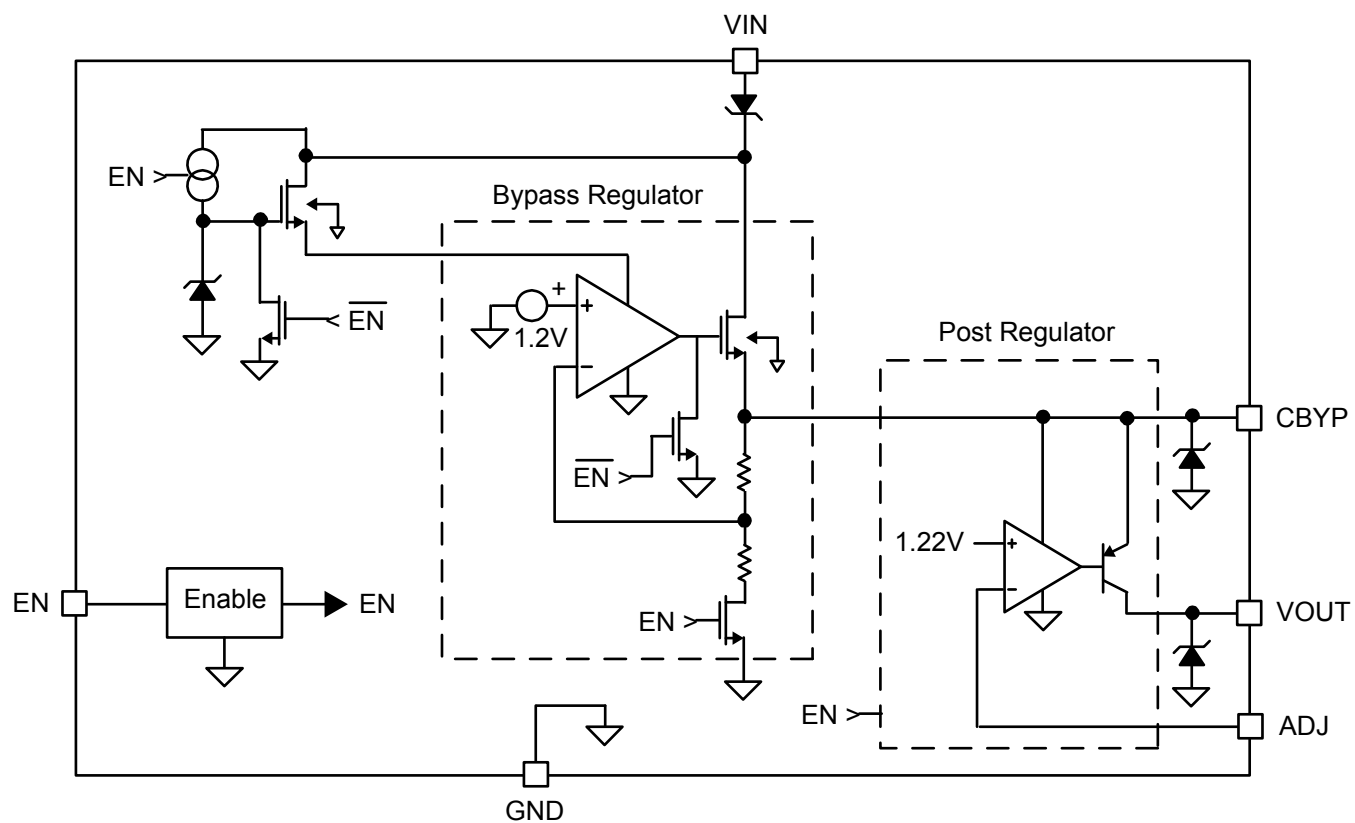 VIN
EN
Bypass Regulator
+
+
1.2V
EN
Post Regulator
−
CBYP
EN
1.22V
+
−
EN
Enable
EN
EN
VOUT
EN
ADJ
GND